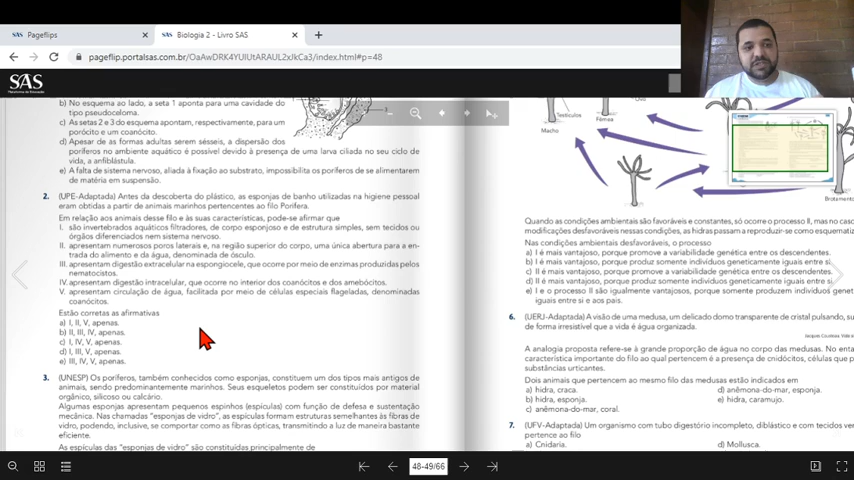 SAS Pageflips
SAS Biologia 2 - Livro SAS
pageflip.portalsas.com.br/OaAwDRK4YUIUtARAUL2xJkCa3/index.html#p=48
SAS
Plataforma de Educação
b) No esquema ao lado, a seta 1 aponta para uma cavidade do
tipo pseudoceloma.
c) As setas 2 e 3 do esquema apontam, respectivamente, para um
porócito e um coanócito.
d) Apesar de as formas adultas serem sésseis, a dispersão dos
poríferos no ambiente aquático é possível devido à presença de uma larva ciliada no seu ciclo de
vida, a anfiblástula.
e) A falta de sistema nervoso, aliada à fixação ao substrato, impossibilita os poríferos de se alimentarem
de matéria em suspensão.
2. (UPE-Adaptada) Antes da descoberta do plástico, as esponjas de banho utilizadas na higiene pessoal
eram obtidas a partir de animais marinhos pertencentes ao filo Porifera.
Em relação aos animais desse filo e às suas características, pode-se afirmar que
I. são invertebrados aquáticos filtradores, de corpo esponjoso e de estrutura simples, sem tecidos ou
órgãos diferenciados nem sistema nervoso.
II. apresentam numerosos poros laterais e, na região superior do corpo, uma única abertura para a en-
trada do alimento e da água, denominada de ósculo.
III. apresentam digestão extracelular na espongiocele, que ocorre por meio de enzimas produzidas pelos
nematocistos.
IV. apresentam digestão intracelular, que ocorre no interior dos coanócitos e dos amebócitos.
V. apresentam circulação de água, facilitada por meio de células especiais flageladas, denominadas
coanócitos.
Estão corretas as afirmativas
a) I, II, V, apenas.
b) II, III, IV, apenas.
c) I, IV, V, apenas.
d) I, III, V, apenas.
e) III, IV, V, apenas.
3. (UNESP) Os poríferos, também conhecidos como esponjas, constituem um dos tipos mais antigos de
animais, sendo predominantemente marinhos. Seus esqueletos podem ser constituídos por material
orgânico, silicoso ou calcário.
Algumas esponjas apresentam pequenos espinhos (espículas) com função de defesa e sustentação
mecânica. Nas chamadas "esponjas de vidro", as espículas formam estruturas semelhantes às fibras de
vidro, podendo, inclusive, se comportar como as fibras ópticas, transmitindo a luz de maneira bastante
eficiente.
As espículas das "esponjas de vidro" são constituídas principalmente de
3
Testículos
Macho
Fêmea
Ovo
Brotamento
Quando as condições ambientais são favoráveis e constantes, só ocorre o processo II, mas no caso
modificações desfavoráveis nessas condições, as hidras passam a reproduzir-se como esquematiz
Nas condições ambientais desfavoráveis, o processo
a) I é mais vantajoso, porque promove a variabilidade genética entre os descendentes.
b) I é mais vantajoso, porque produz somente indivíduos geneticamente iguais entre si.
c) II é mais vantajoso, porque promove a variabilidade genética entre os descendentes.
d) II é mais vantajoso, porque produz somente indivíduos geneticamente iguais entre si.
e) I e o processo II são igualmente vantajosos, porque somente produzem indivíduos genet
iguais entre si e aos pais.
6. (UERJ-Adaptada) A visão de uma medusa, um delicado domo transparente de cristal pulsando, su
de forma irresistível que a vida é água organizada.
Jacques Cousteau
A analogia proposta refere-se à grande proporção de água no corpo das medusas. No enta
característica importante do filo ao qual pertencem é a presença de cnidócitos, células que p
substâncias urticantes.
Dois animais que pertencem ao mesmo filo das medusas estão indicados em
a) hidra, craca.
b) hidra, esponja.
c) anêmona-do-mar, coral.
d) anêmona-do-mar, esponja.
e) hidra, caramujo.
7. (UFV-Adaptada) Um organismo com tubo digestório incompleto, diblástico e com tecidos ver
pertence ao filo
a) Cnidaria.
d) Mollusca.
48-49/66